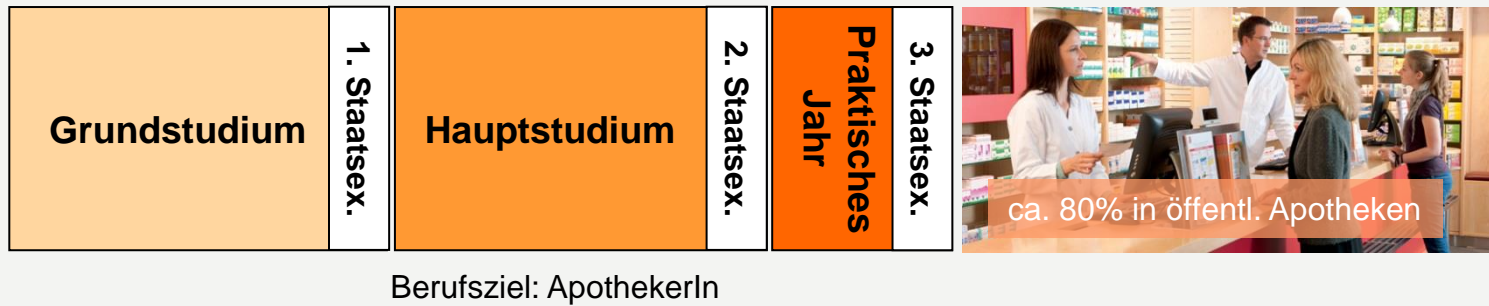 Grundstudium
1. Staatsex.
Hauptstudium
2. Staatsex.
Praktisches
Jahr
3. Staatsex.
ca. 80% in öffentl. Apotheken
Berufsziel: ApothekerIn